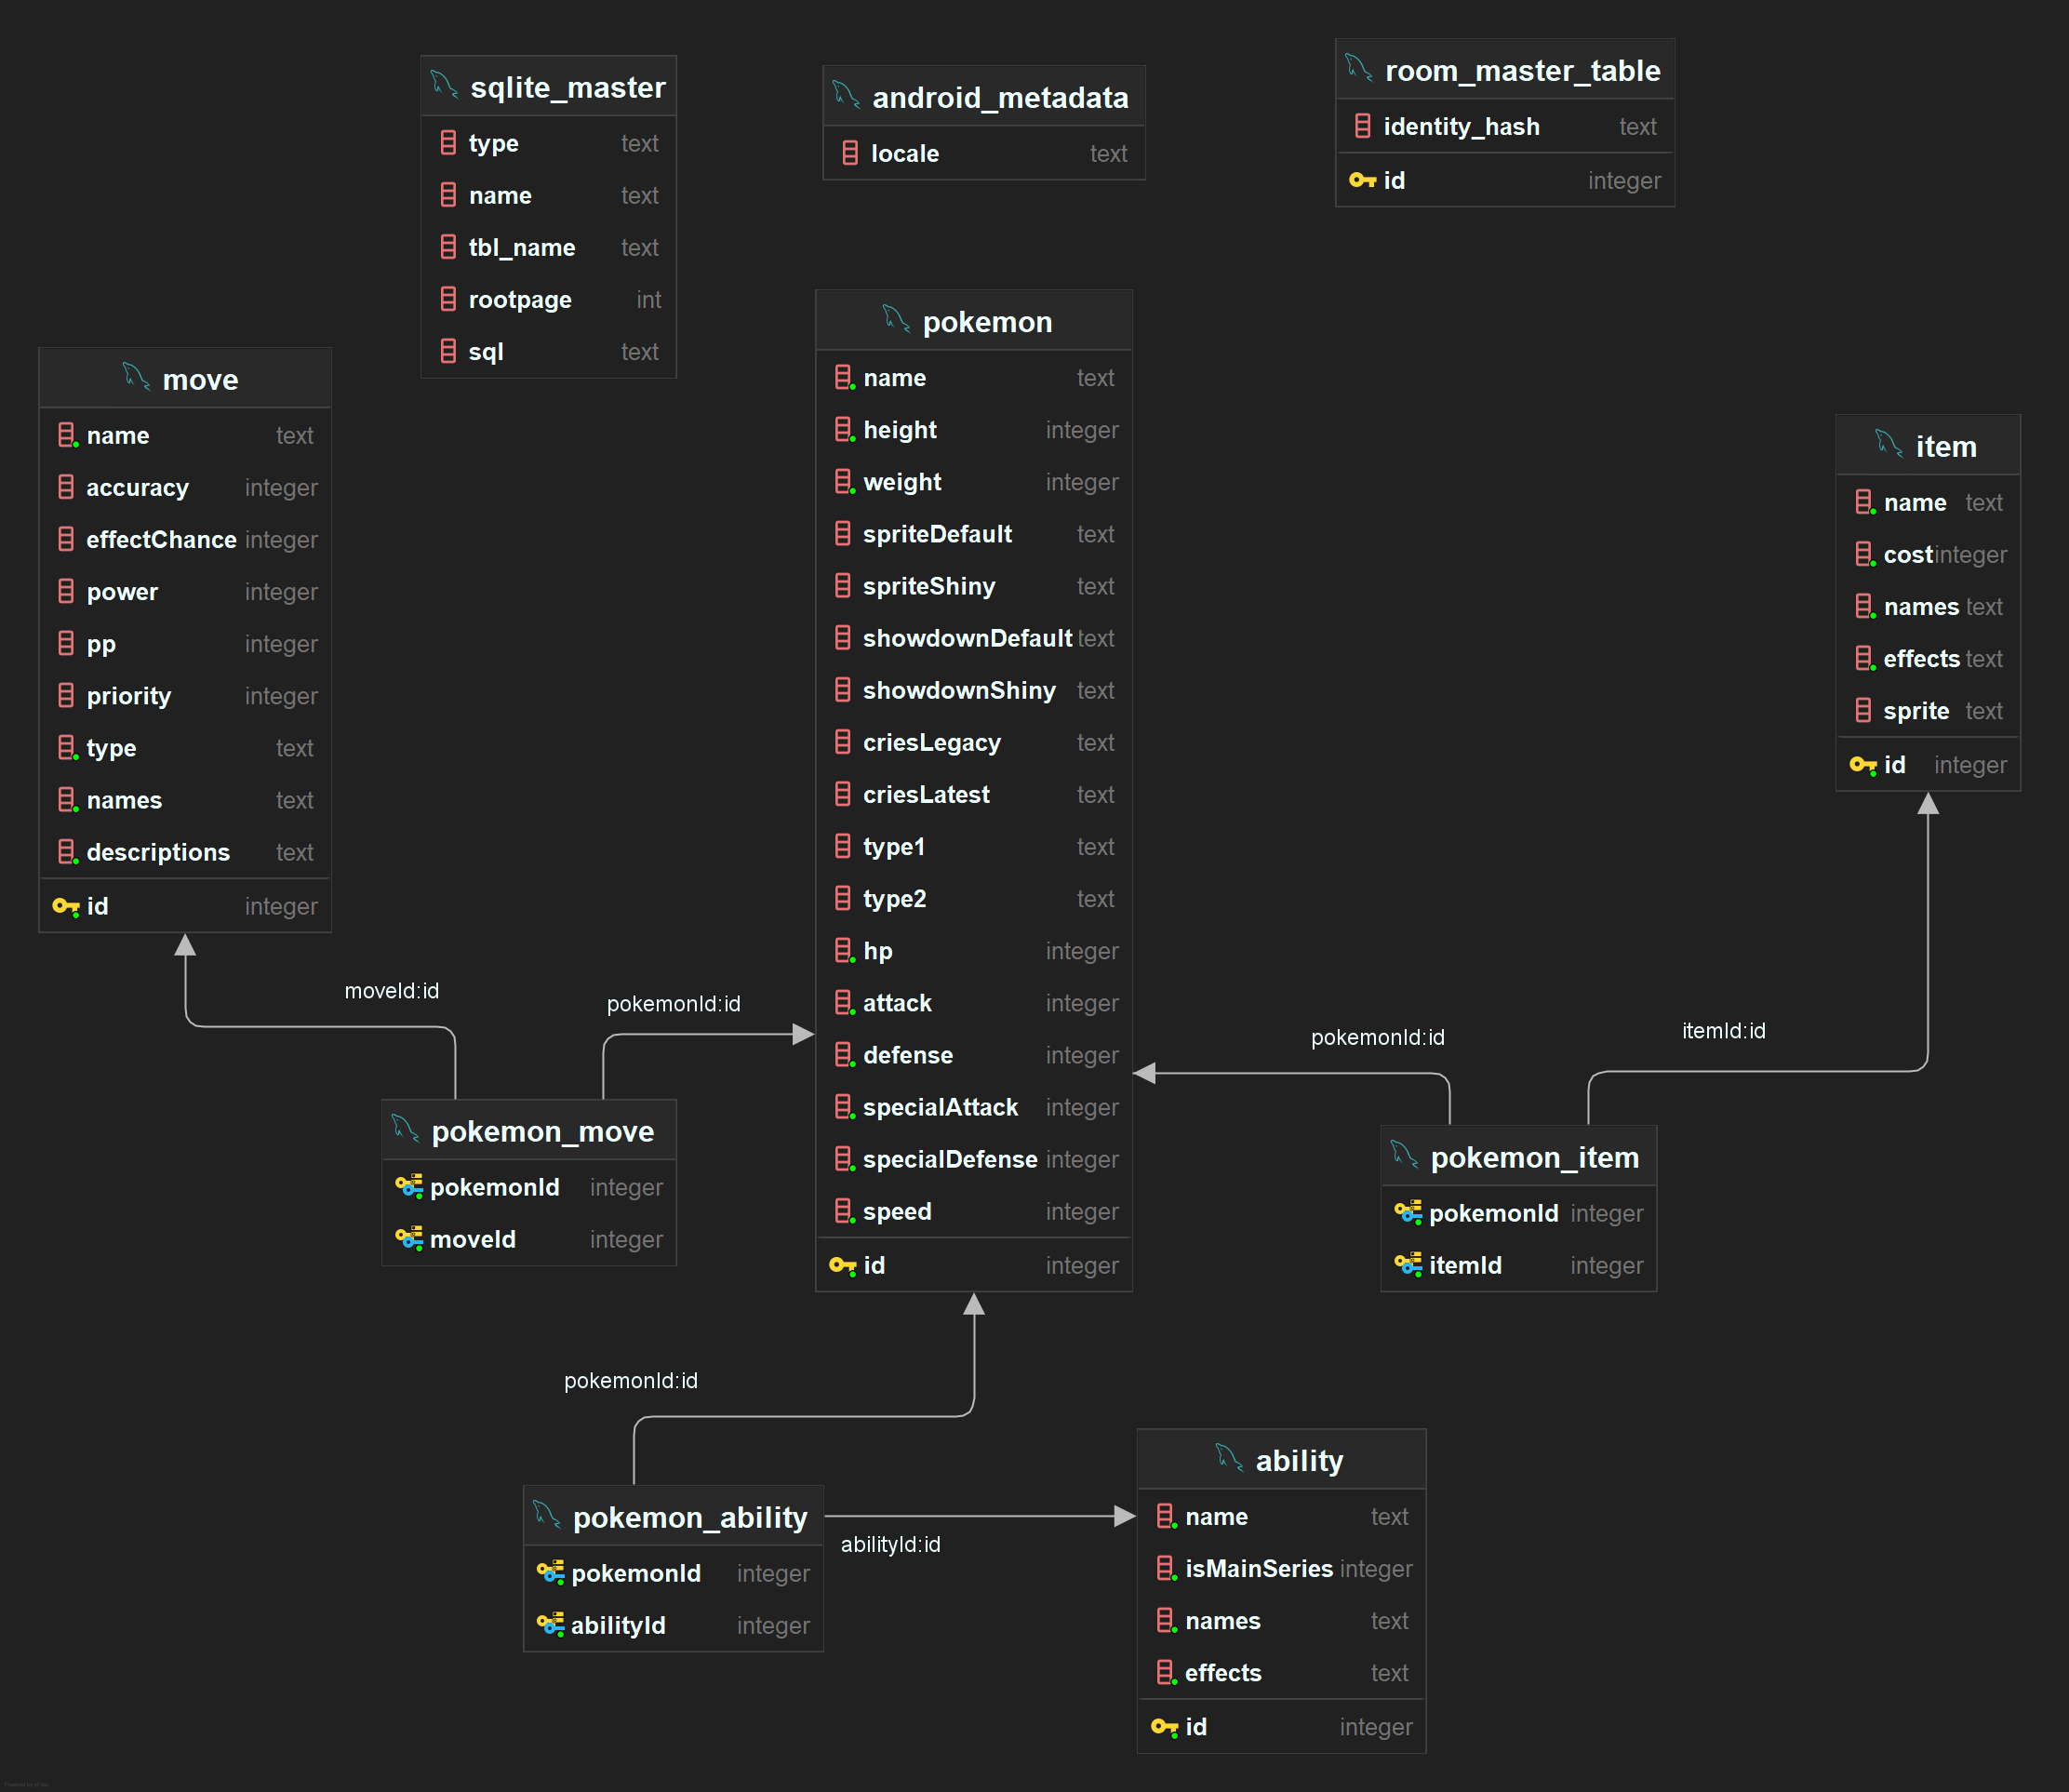 sqlite_master
type text
name text
tbl_name text
rootpage int
sql text
android_metadata
locale text
room_master_table
identity_hash text
id integer
move
name text
accuracy integer
effectChance integer
power integer
pp integer
priority integer
type text
names text
descriptions text
id integer
pokemon
name text
height integer
weight integer
spriteDefault text
spriteShiny text
showdownDefault text
showdownShiny text
criesLegacy text
criesLatest text
type1 text
type2 text
hp integer
attack integer
defense integer
specialAttack integer
specialDefense integer
speed integer
id integer
item
name text
cost integer
names text
effects text
sprite text
id integer
moveId:id
pokemonId:id
pokemonId:id
itemId:id
pokemon_move
pokemonId integer
moveId integer
pokemon_item
pokemonId integer
itemId integer
pokemonId:id
pokemon_ability
pokemonId integer
abilityId integer
abilityId:id
ability
name text
isMainSeries integer
names text
effects text
id integer
Powered by yFiles